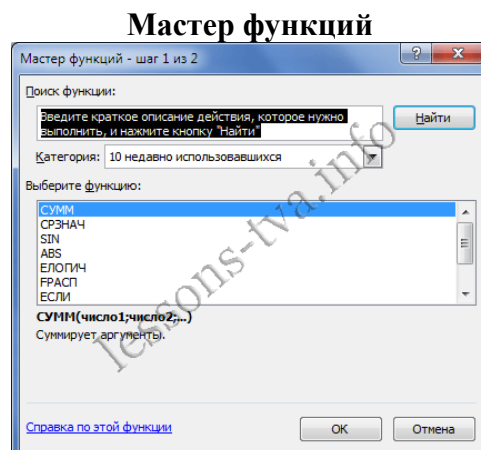 Мастер функций
Мастер функций - шаг 1 из 2
Поиск функции:
Введите краткое описание действия, которое нужно
выполнить, и нажмите кнопку "Найти"
Найти
Категория: 10 недавно использовавшихся
Выберите функцию:
СУММ
СРЗНАЧ
SIN
ABS
ЕЛОГИЧ
FРАСП
ЕСЛИ
СУММ(число1;число2;...)
Суммирует аргументы.
lessons-tva.info
Справка по этой функции
ОК
Отмена